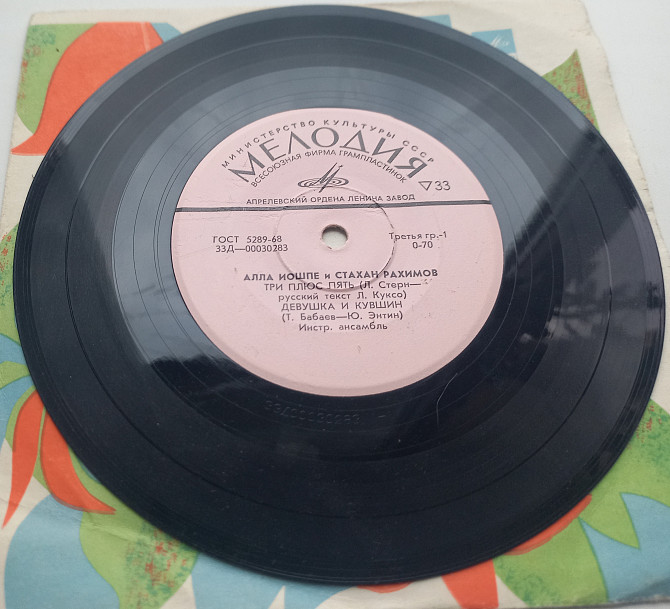 МИНИСТЕРСТВО КУЛЬТУРЫ СССР
МЕЛОДИЯ
ВСЕСОЮЗНАЯ ФИРМА ГРАМПЛАСТИНОК
▽33
АПРЕЛЕВСКИЙ ОРДЕНА ЛЕНИНА ЗАВОД
ГОСТ 5289-68
33Д—00030283
Третья гр.-1
0-70
АЛЛА ИОШПЕ и СТАХАН РАХИМОВ
ТРИ ПЛЮС ПЯТЬ (Л. Стерн—
русский текст Л. Куксо)
ДЕВУШКА И КУВШИН
(Т. Бабаев—Ю. Энтин)
Инстр. ансамбль